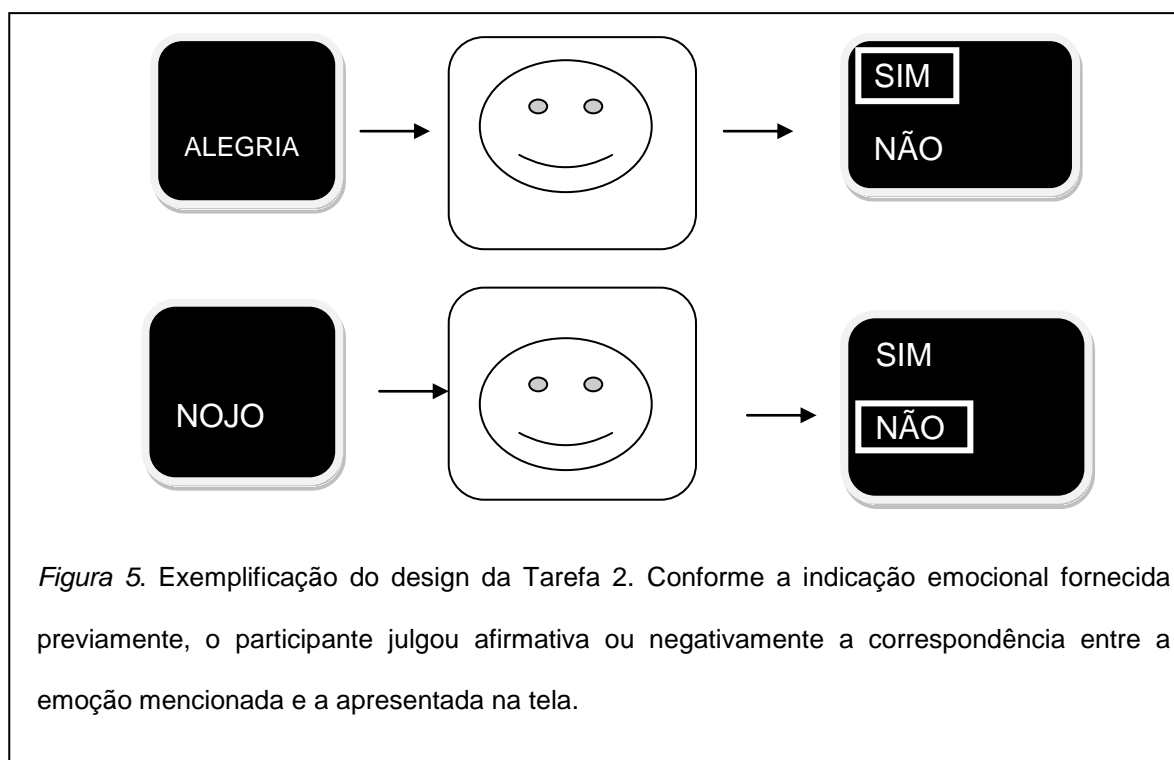 ALEGRIA
SIM
NÃO
NOJO
SIM
NÃO
Figura 5. Exemplificação do design da Tarefa 2. Conforme a indicação emocional fornecida
previamente, o participante julgou afirmativa ou negativamente a correspondência entre a
emoção mencionada e a apresentada na tela.